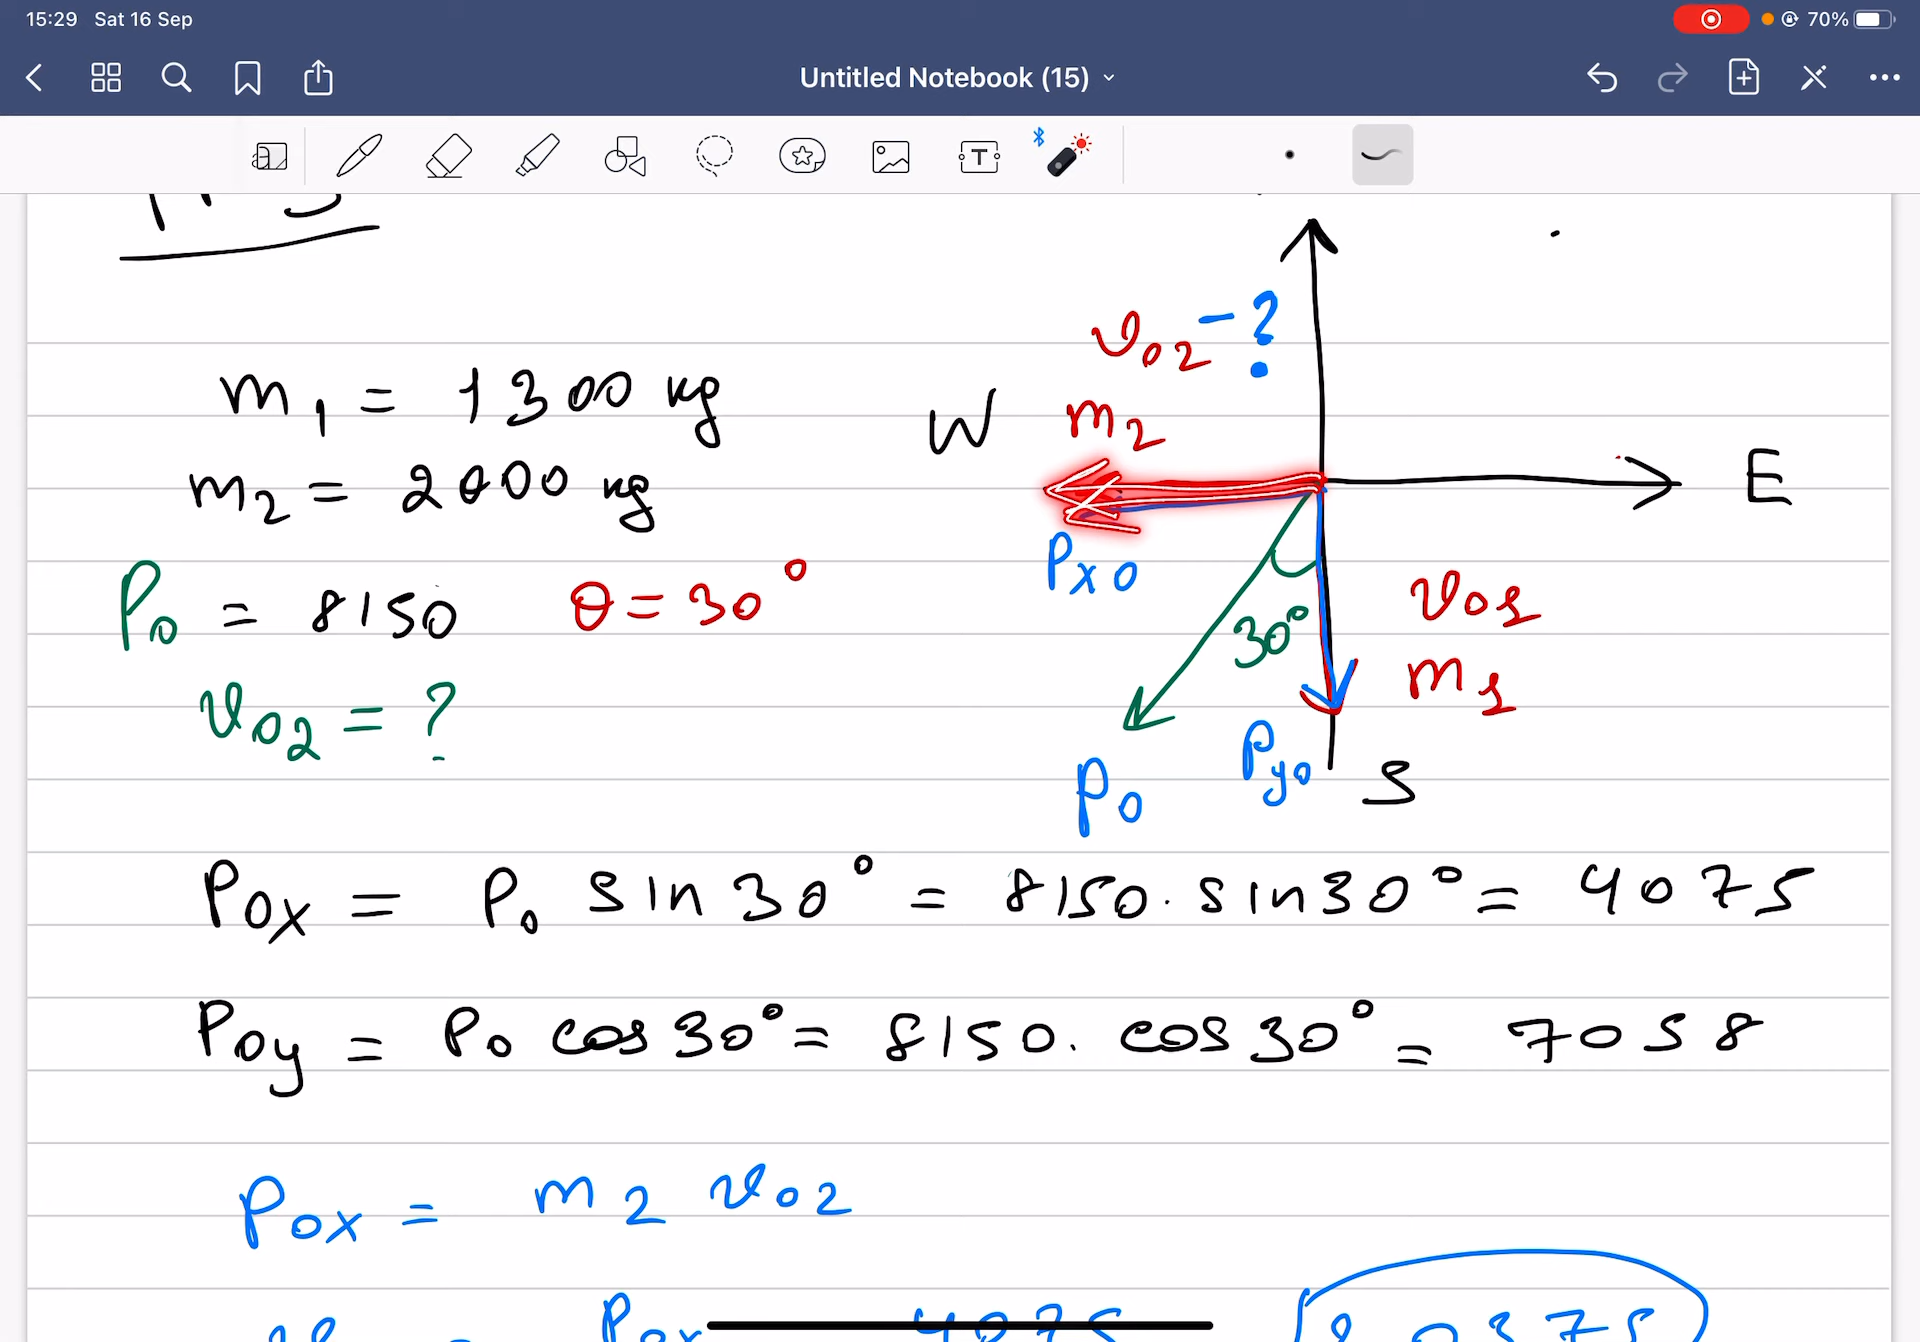 15:29 Sat 16 Sep
70%
Untitled Notebook (15)
T
v₀₂ - ?
m₁ = 1300 kg
W
m₂
m₂ = 2000 kg
E
Pₓ₀
P₀ = 8150 θ = 30°
30°
v₀₁
m₁
v₀₂ = ?
P₀
Pᵧ₀
S
P₀ₓ = P₀ sin 30° = 8150 · sin 30° = 4075
P₀ᵧ = P₀ cos 30° = 8150 · cos 30° = 7058
P₀ₓ = m₂ v₀₂